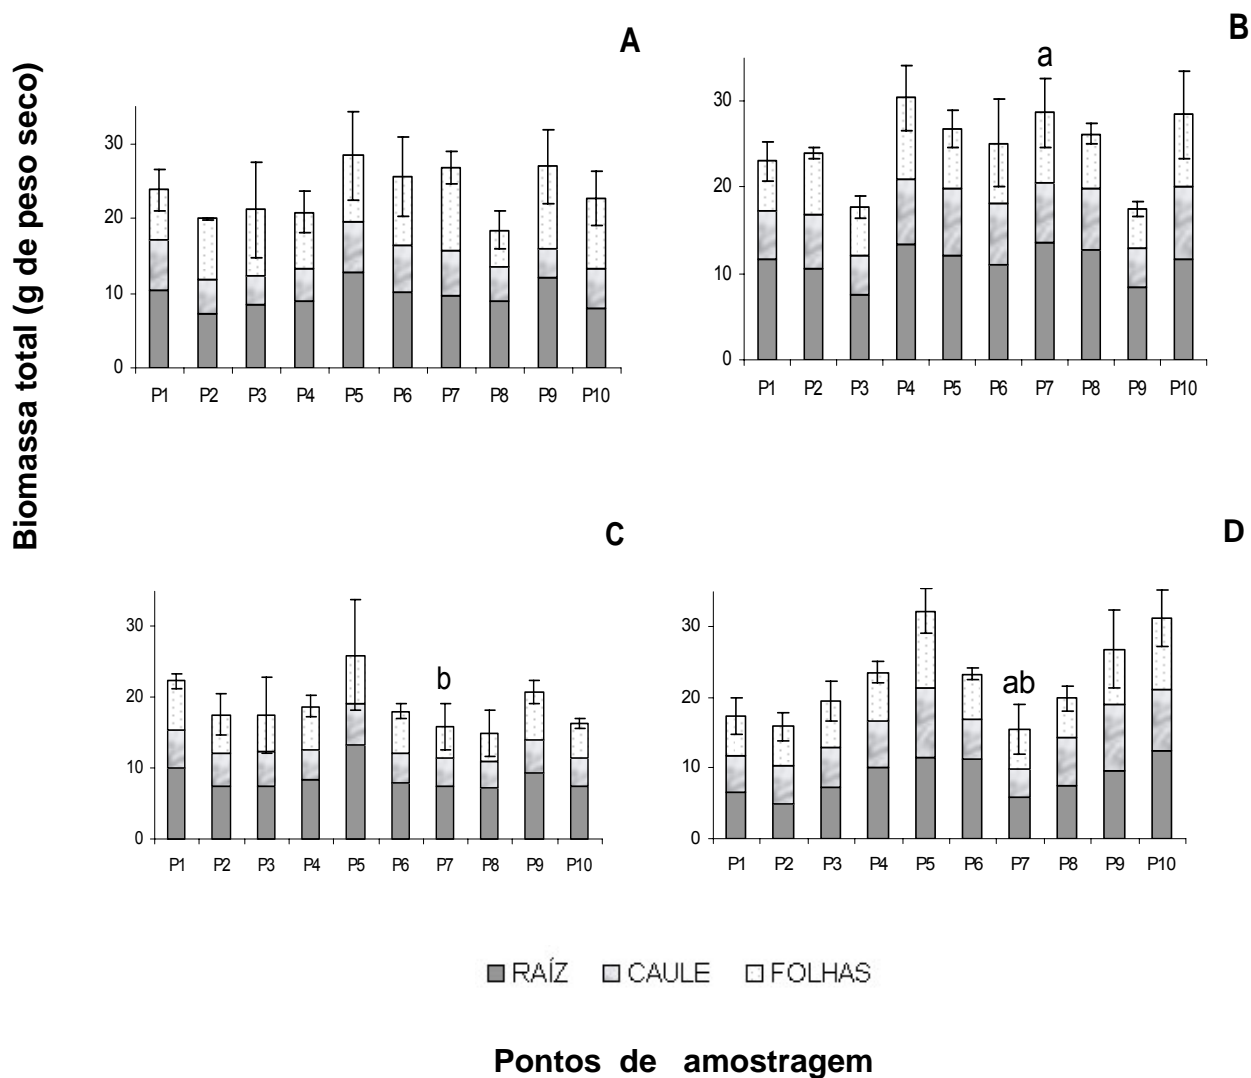 Biomassa total (g de peso seco)
A
30
20
10
0
P1 P2 P3 P4 P5 P6 P7 P8 P9 P10
B
a
30
20
10
0
P1 P2 P3 P4 P5 P6 P7 P8 P9 P10
C
b
30
20
10
0
P1 P2 P3 P4 P5 P6 P7 P8 P9 P10
D
ab
30
20
10
0
P1 P2 P3 P4 P5 P6 P7 P8 P9 P10
RAÍZ CAULE FOLHAS
Pontos de amostragem